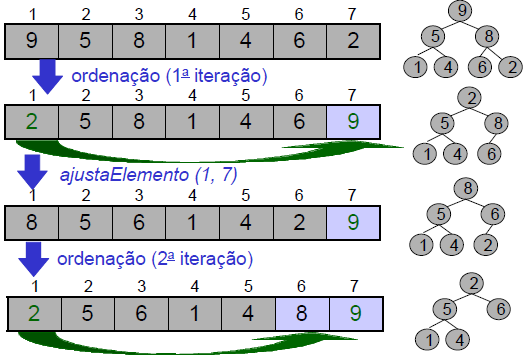 1 2 3 4 5 6 7
9 5 8 1 4 6 2
9
5 8
1 4 6 2
ordenação (1ª iteração)
1 2 3 4 5 6 7
2 5 8 1 4 6 9
2
5 8
1 4 6
ajustaElemento (1, 7)
1 2 3 4 5 6 7
8 5 6 1 4 2 9
8
5 6
1 4 2
ordenação (2ª iteração)
1 2 3 4 5 6 7
2 5 6 1 4 8 9
2
5 6
1 4